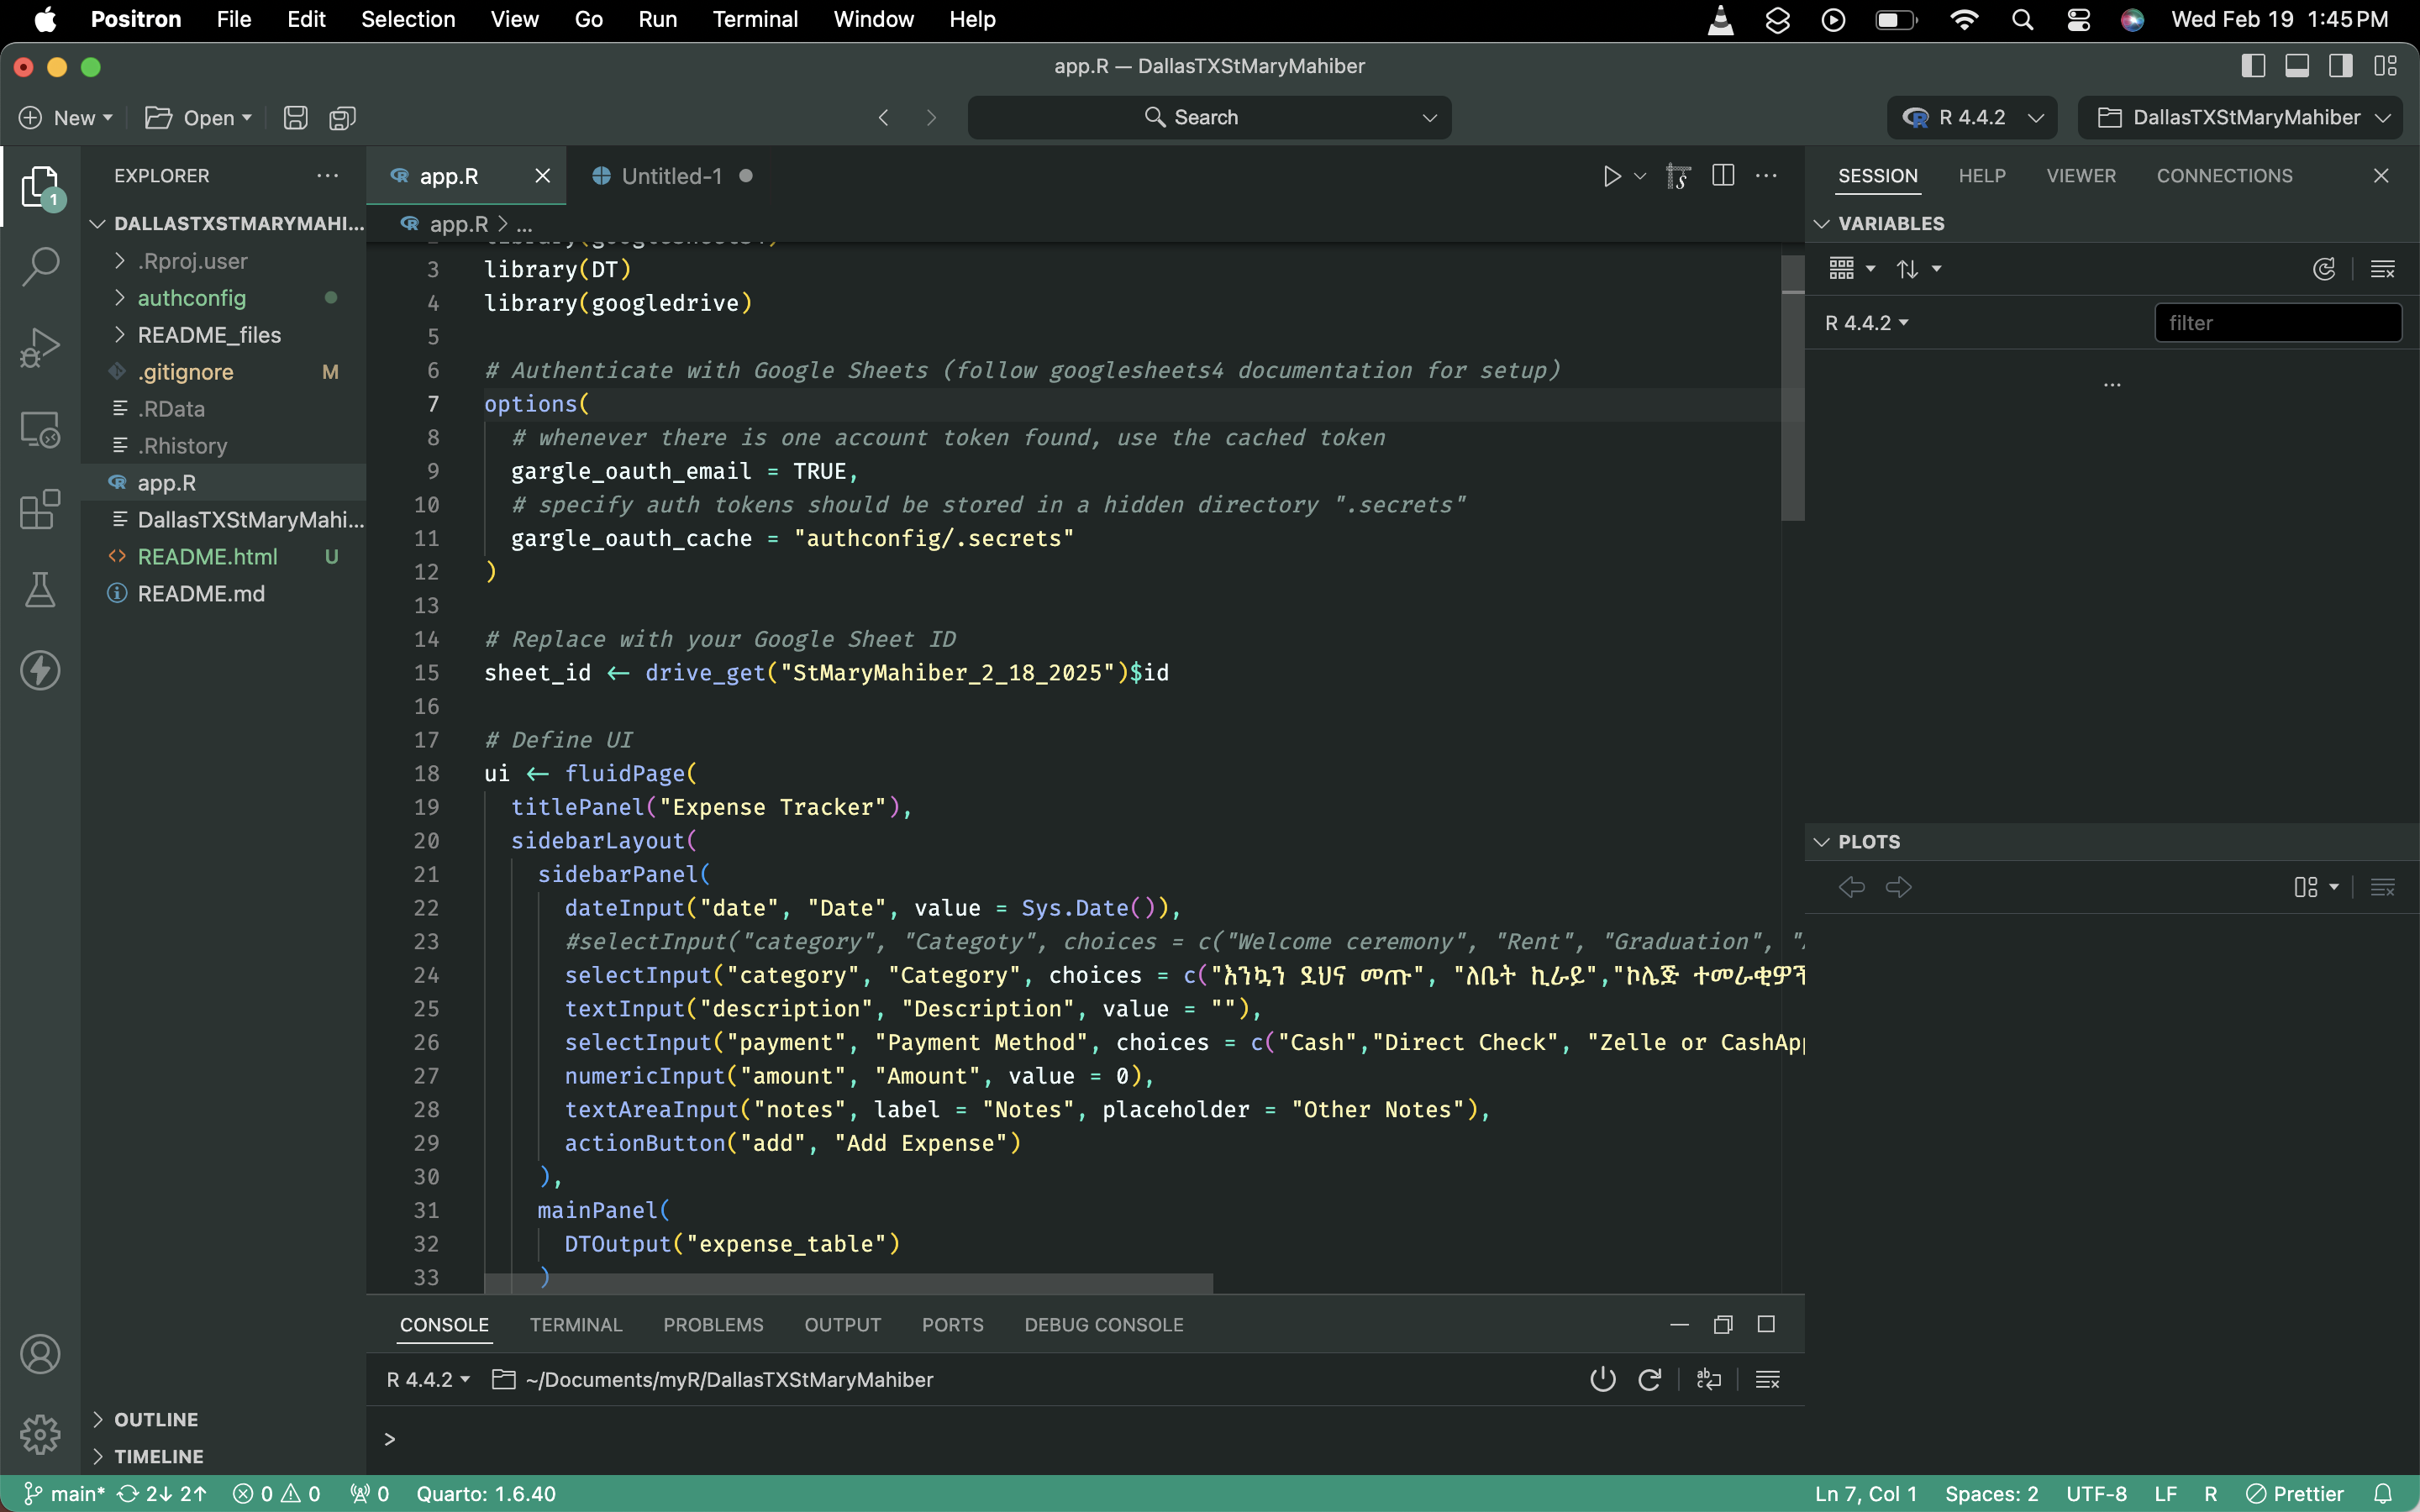 Positron File Edit Selection View Go Run Terminal Window Help Wed Feb 19 1:45 PM
app.R — DallasTXStMaryMahiber
New Open Search R 4.4.2 DallasTXStMaryMahiber
EXPLORER
1
DALLASTXSTMARYMAHI...
.Rproj.user
authconfig
README_files
.gitignore M
.RData
.Rhistory
app.R
DallasTXStMaryMahi...
README.html U
README.md
OUTLINE
TIMELINE
app.R Untitled-1
app.R > ...
3 library(DT)
4 library(googledrive)
5
6 # Authenticate with Google Sheets (follow googlesheets4 documentation for setup)
7 options(
8 # whenever there is one account token found, use the cached token
9 gargle_oauth_email = TRUE,
10 # specify auth tokens should be stored in a hidden directory ".secrets"
11 gargle_oauth_cache = "authconfig/.secrets"
12 )
13
14 # Replace with your Google Sheet ID
15 sheet_id <- drive_get("StMaryMahiber_2_18_2025")$id
16
17 # Define UI
18 ui <- fluidPage(
19 titlePanel("Expense Tracker"),
20 sidebarLayout(
21 sidebarPanel(
22 dateInput("date", "Date", value = Sys.Date()),
23 #selectInput("category", "Categoty", choices = c("Welcome ceremony", "Rent", "Graduation", "
24 selectInput("category", "Category", choices = c("እንኳን ደህና መጡ", "ለቤት ኪራይ","ኮሌጅ ተመራቂዎች
25 textInput("description", "Description", value = ""),
26 selectInput("payment", "Payment Method", choices = c("Cash","Direct Check", "Zelle or CashAp
27 numericInput("amount", "Amount", value = 0),
28 textAreaInput("notes", label = "Notes", placeholder = "Other Notes"),
29 actionButton("add", "Add Expense")
30 ),
31 mainPanel(
32 DTOutput("expense_table")
33 )
CONSOLE TERMINAL PROBLEMS OUTPUT PORTS DEBUG CONSOLE
R 4.4.2 ~/Documents/myR/DallasTXStMaryMahiber
>
SESSION HELP VIEWER CONNECTIONS
VARIABLES
R 4.4.2 filter
...
PLOTS
main* 2↓ 2↑ 0 0 0 Quarto: 1.6.40 Ln 7, Col 1 Spaces: 2 UTF-8 LF R Prettier